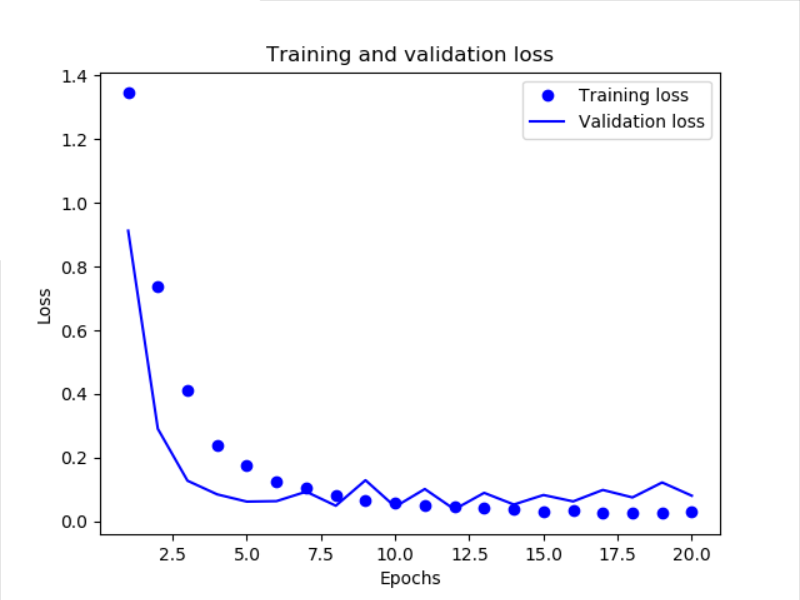 Training and validation loss
Training loss
Validation loss
1.4
1.2
1.0
0.8
0.6
0.4
0.2
0.0
Loss
2.5 5.0 7.5 10.0 12.5 15.0 17.5 20.0
Epochs